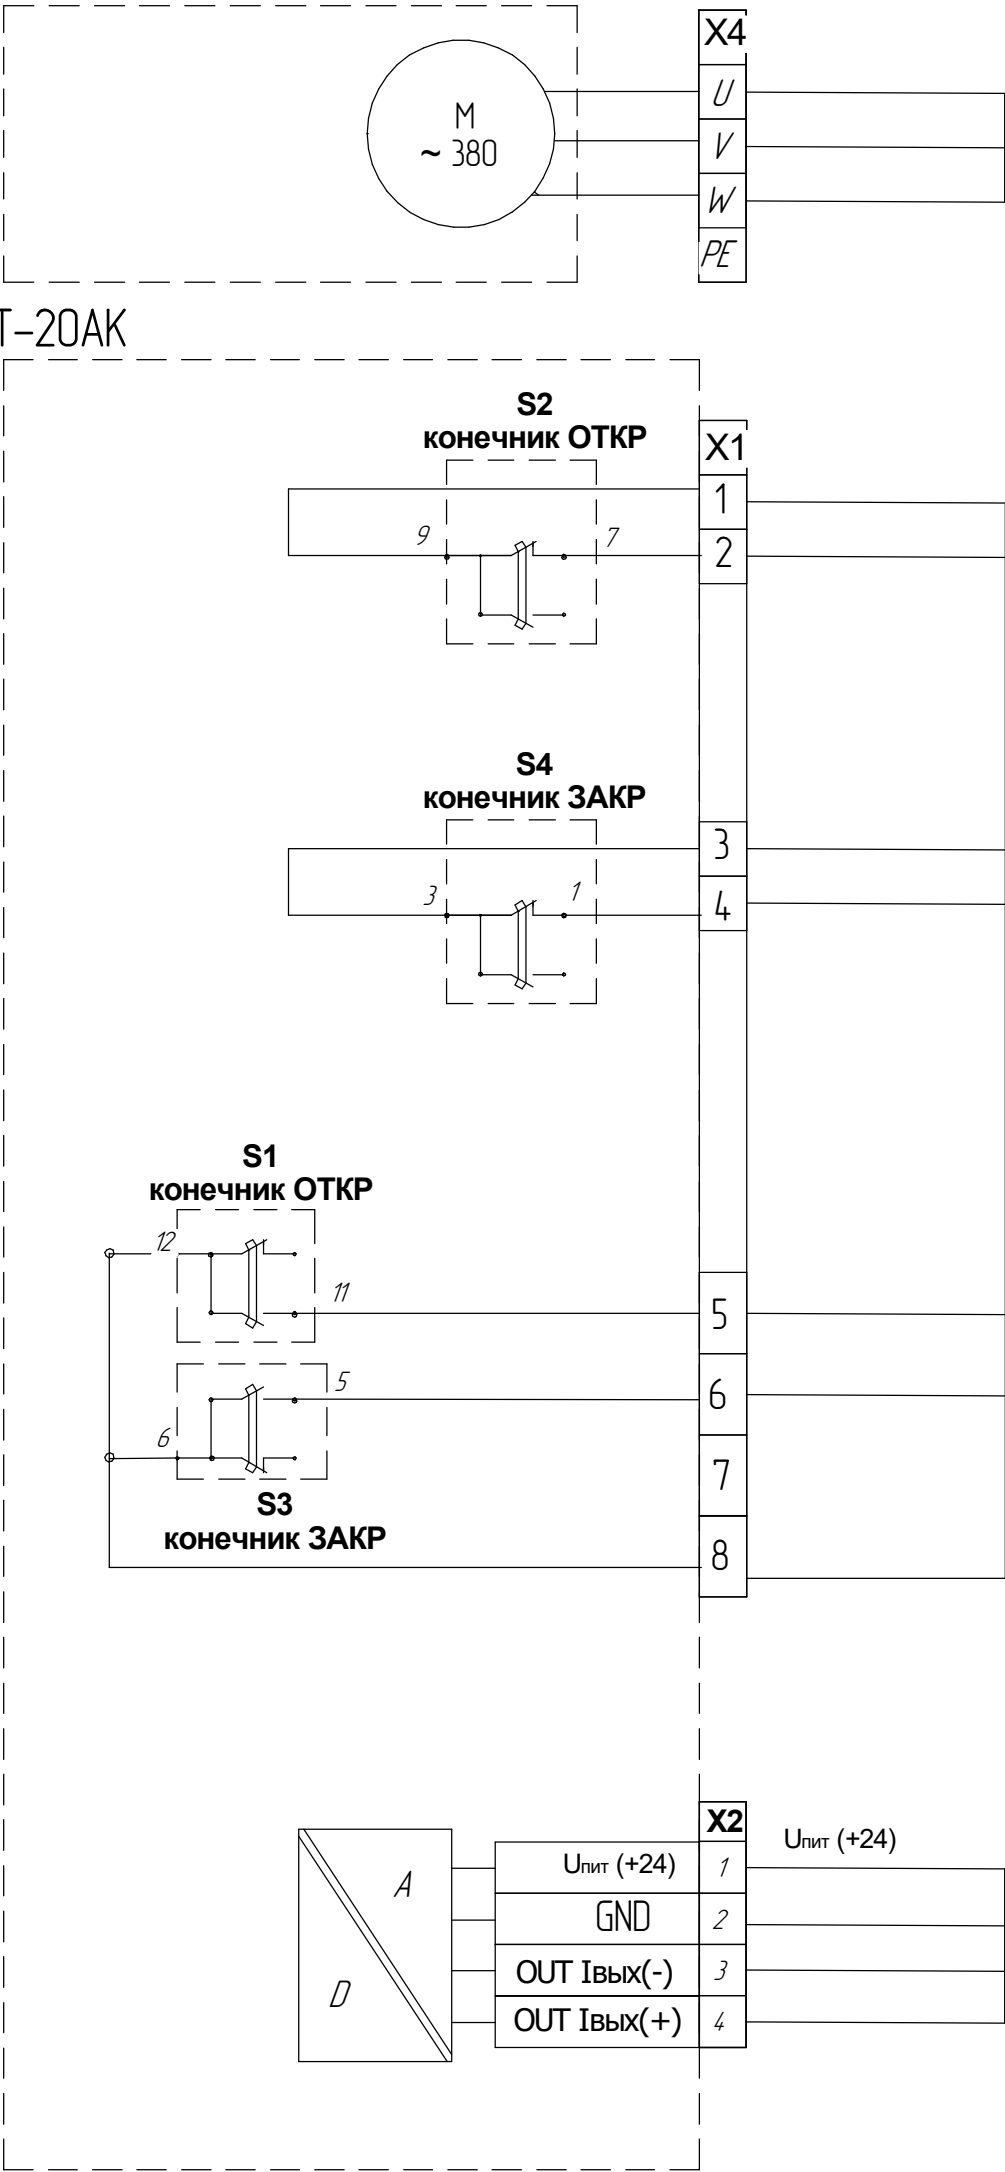 X4
U
M
~ 380
V
W
PE
Т-20АК
S2
конечник ОТКР
X1
1
9
7
2
S4
конечник ЗАКР
3
3
1
4
S1
конечник ОТКР
12
11
5
5
6
6
7
S3
конечник ЗАКР
8
X2
Uпит (+24)
Uпит (+24)
1
A
GND
2
OUT Iвых(-)
3
D
OUT Iвых(+)
4